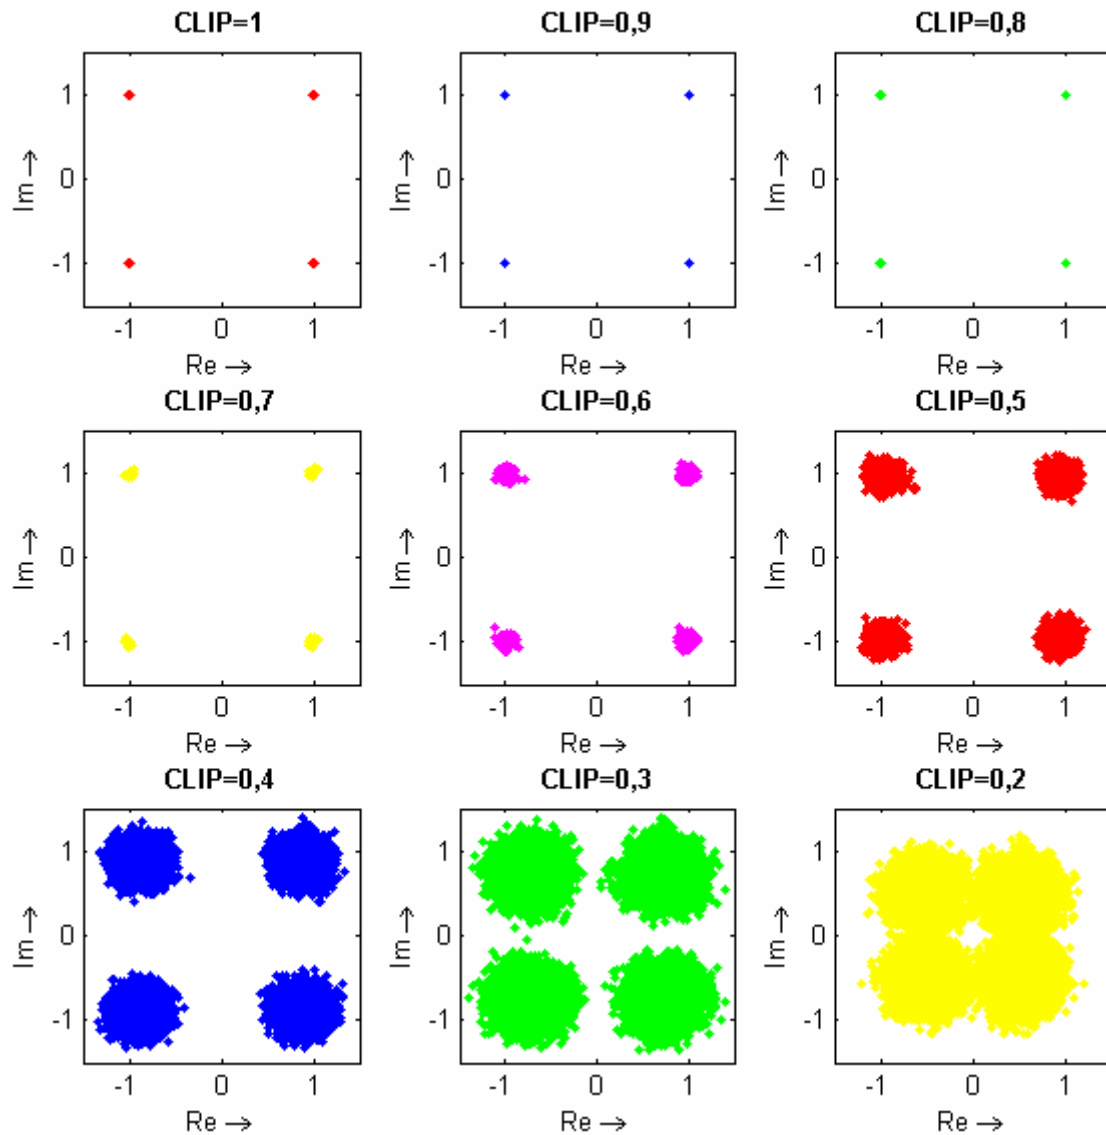 CLIP=1
CLIP=0,9
CLIP=0,8
1
0
-1
Im →
-1 0 1
Re →
1
0
-1
Im →
-1 0 1
Re →
1
0
-1
Im →
-1 0 1
Re →
CLIP=0,7
CLIP=0,6
CLIP=0,5
1
0
-1
Im →
-1 0 1
Re →
1
0
-1
Im →
-1 0 1
Re →
1
0
-1
Im →
-1 0 1
Re →
CLIP=0,4
CLIP=0,3
CLIP=0,2
1
0
-1
Im →
-1 0 1
Re →
1
0
-1
Im →
-1 0 1
Re →
1
0
-1
Im →
-1 0 1
Re →